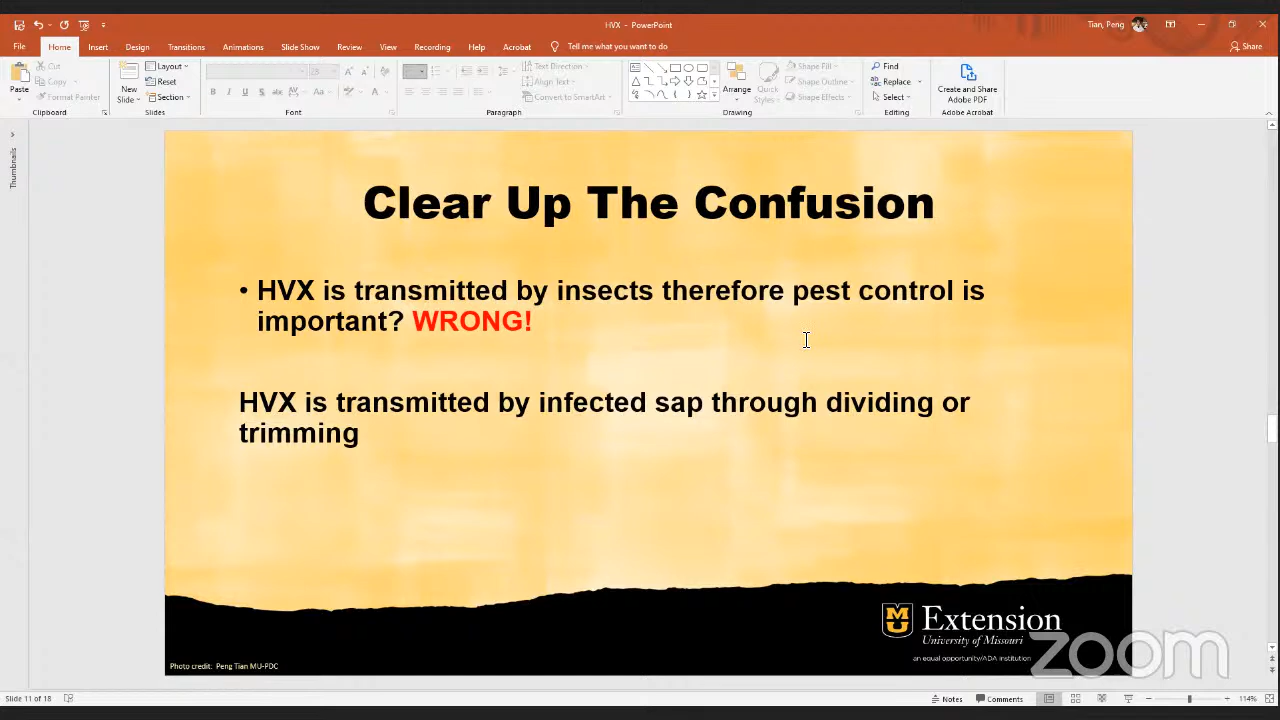 HVX - PowerPoint
Tian, Peng
File Home Insert Design Transitions Animations Slide Show Review View Recording Help Acrobat Tell me what you want to do
Share
Paste
Cut
Copy
Format Painter
Clipboard
New
Slide
Layout
Reset
Section
Slides
Font
Text Direction
Align Text
Convert to SmartArt
Paragraph
Arrange
Quick
Styles
Shape Fill
Shape Outline
Shape Effects
Drawing
Find
Replace
Select
Editing
Create and Share
Adobe PDF
Adobe Acrobat
Thumbnails
Clear Up The Confusion
• HVX is transmitted by insects therefore pest control is
important? WRONG!
HVX is transmitted by infected sap through dividing or
trimming
Extension
University of Missouri
an equal opportunity/ADA institution
Photo credit: Peng Tian MU-PDC
zoom
Slide 11 of 18
Notes
Comments
114%